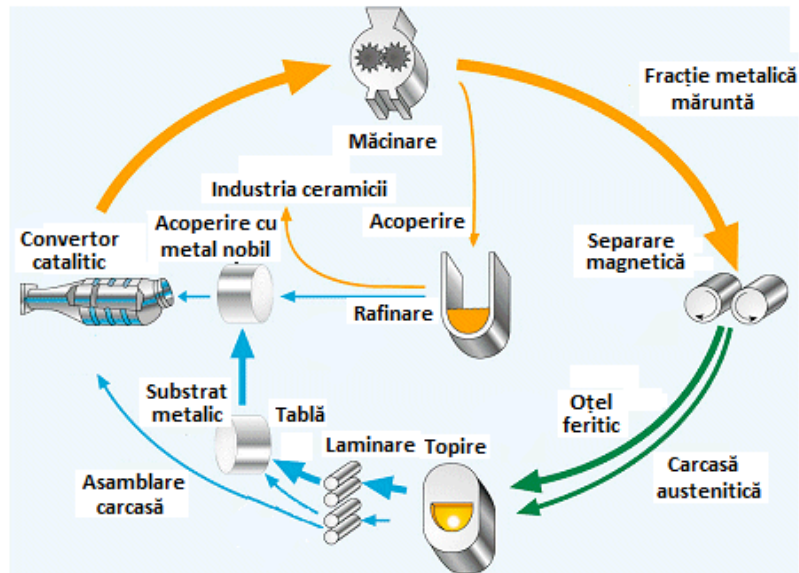 Fracție metalică
măruntă
Măcinare
Industria ceramicii
Acoperire cu
metal nobil
Acoperire
Convertor
catalitic
Separare
magnetică
Rafinare
Substrat
metalic
Tablă
Oțel
feritic
Laminare
Topire
Carcasă
austenitică
Asamblare
carcasă